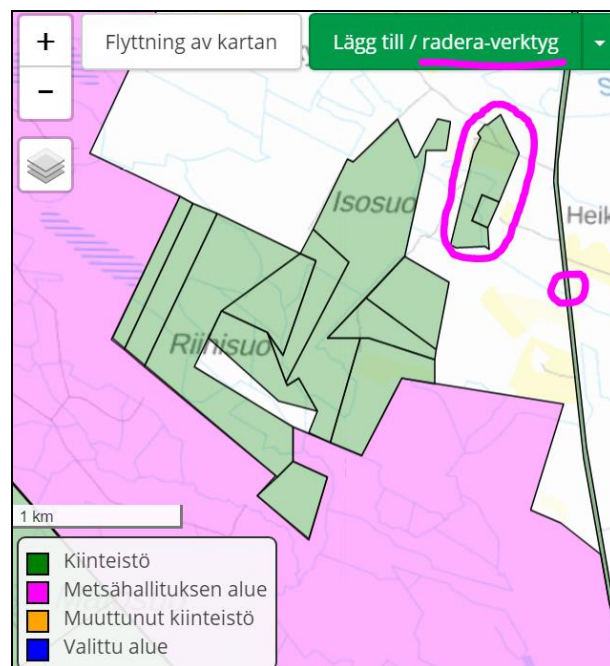 +
Flyttning av kartan
Lägg till / radera-verktyg
−
Isosuo
Heik
Riihisuo
1 km
Kiinteistö
Metsähallituksen alue
Muuttunut kiinteistö
Valittu alue